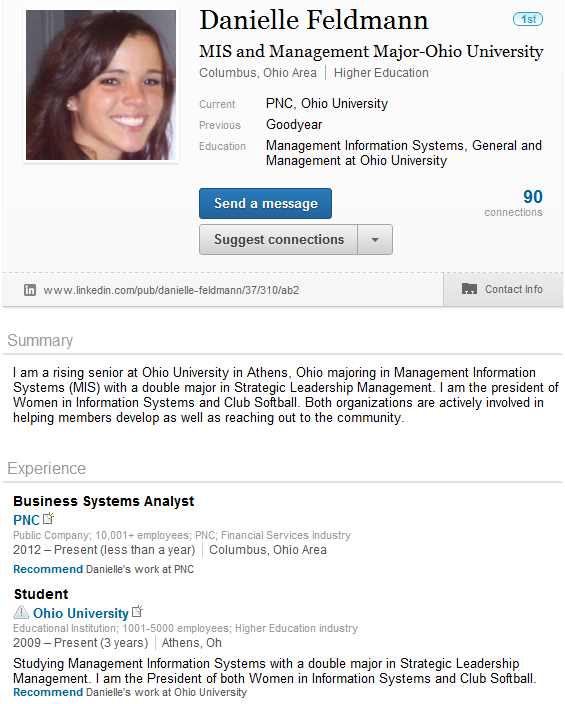 Danielle Feldmann
1st
MIS and Management Major-Ohio University
Columbus, Ohio Area | Higher Education
Current PNC, Ohio University
Previous Goodyear
Education Management Information Systems, General and
Management at Ohio University
Send a message
90
connections
Suggest connections
in www.linkedin.com/pub/danielle-feldmann/37/310/ab2
Contact Info
Summary
I am a rising senior at Ohio University in Athens, Ohio majoring in Management Information
Systems (MIS) with a double major in Strategic Leadership Management. I am the president of
Women in Information Systems and Club Softball. Both organizations are actively involved in
helping members develop as well as reaching out to the community.
Experience
Business Systems Analyst
PNC
Public Company; 10,001+ employees; PNC; Financial Services industry
2012 – Present (less than a year) | Columbus, Ohio Area
Recommend Danielle's work at PNC
Student
Ohio University
Educational Institution; 1001-5000 employees; Higher Education industry
2009 – Present (3 years) | Athens, Oh
Studying Management Information Systems with a double major in Strategic Leadership
Management. I am the President of both Women in Information Systems and Club Softball.
Recommend Danielle's work at Ohio University